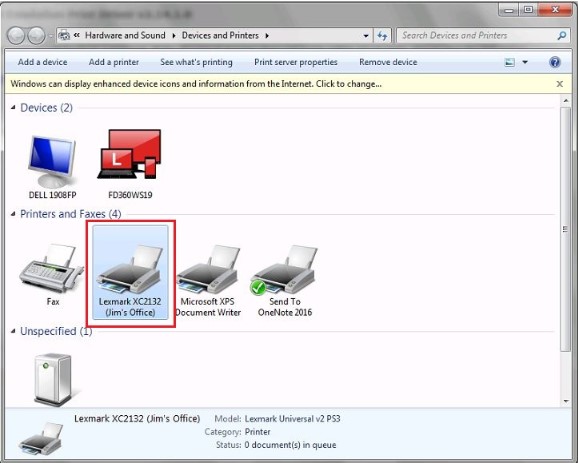 « Hardware and Sound ▸ Devices and Printers ▸ Search Devices and Printers
Add a device Add a printer See what's printing Print server properties Remove device
Windows can display enhanced device icons and information from the Internet. Click to change... x
Devices (2)
DELL 1908FP FD360WS19
Printers and Faxes (4)
Fax Lexmark XC2132 Microsoft XPS Send To
(Jim's Office) Document Writer OneNote 2016
Unspecified (1)
Lexmark XC2132 (Jim's Office) Model: Lexmark Universal v2 PS3
Category: Printer
Status: 0 document(s) in queue